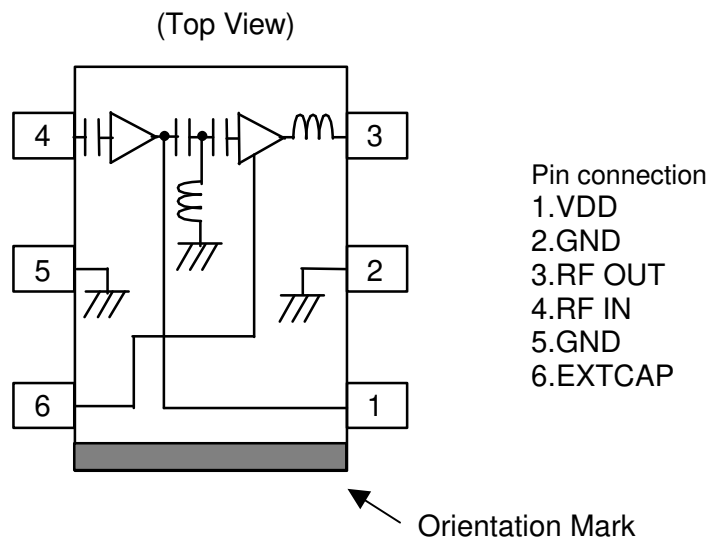 (Top View)
4
3
5
2
6
1
Pin connection
1.VDD
2.GND
3.RF OUT
4.RF IN
5.GND
6.EXTCAP
Orientation Mark